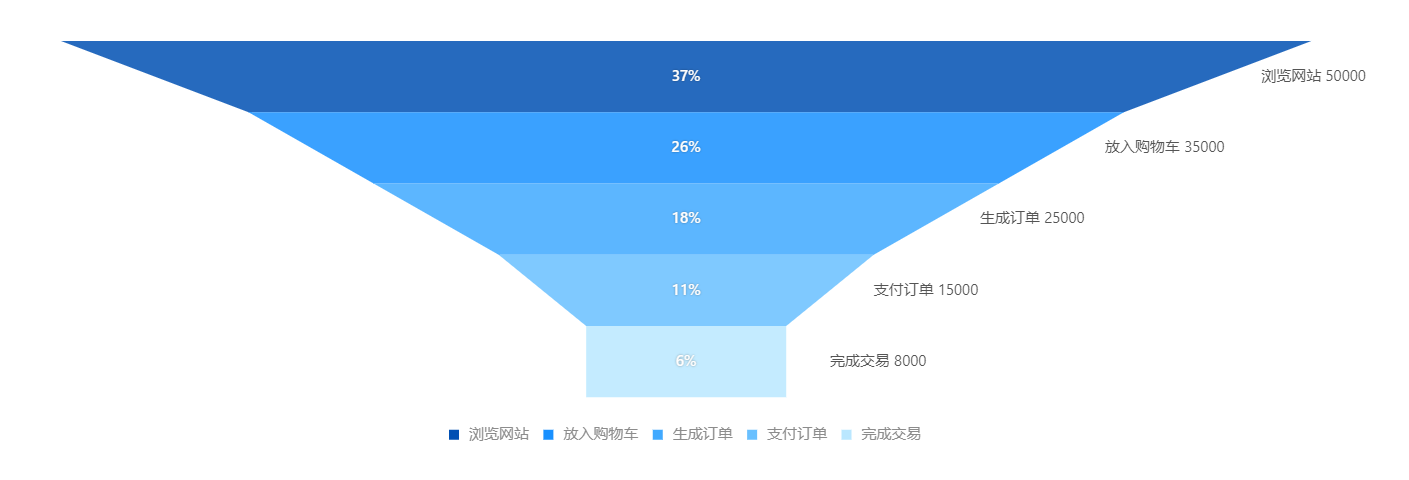 37%
浏览网站 50000
26%
放入购物车 35000
18%
生成订单 25000
11%
支付订单 15000
6%
完成交易 8000
浏览网站 放入购物车 生成订单 支付订单 完成交易